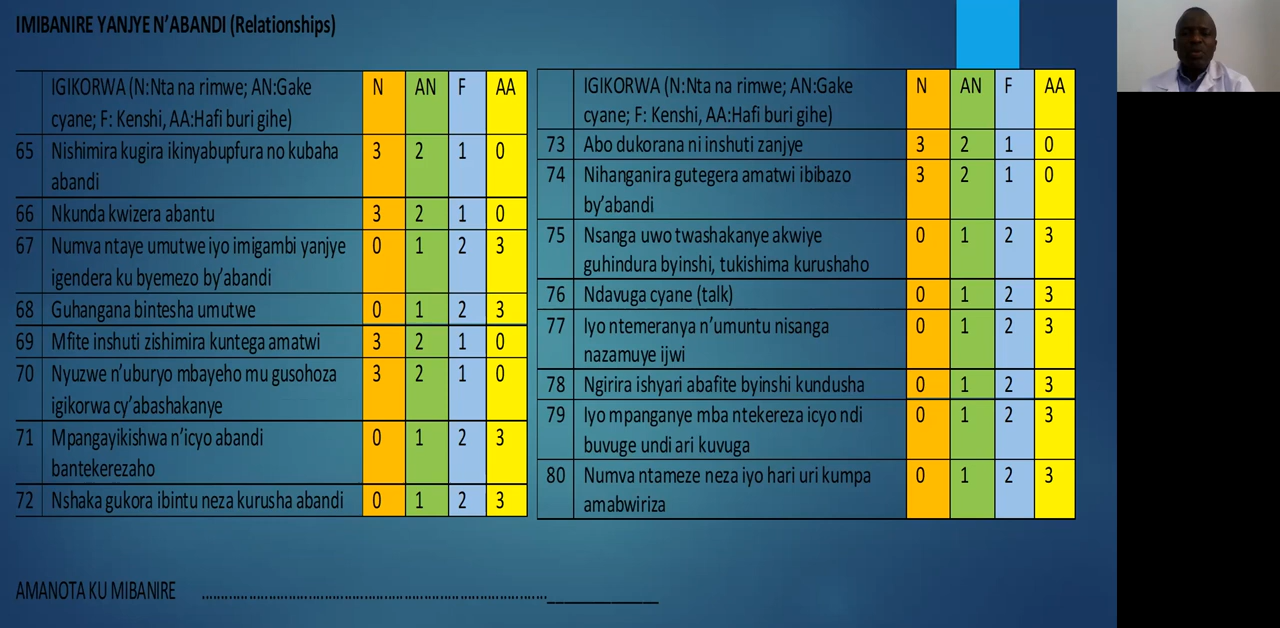 IMIBANIRE YANJYE N’ABANDI (Relationships)
IGIKORWA (N:Nta na rimwe; AN:Gake N AN F AA
cyane; F: Kenshi, AA:Hafi buri gihe)
65 Nishimira kugira ikinyabupfura no kubaha 3 2 1 0
abandi
66 Nkunda kwizera abantu 3 2 1 0
67 Numva ntaye umutwe iyo imigambi yanjye 0 1 2 3
igendera ku byemezo by’abandi
68 Guhangana bintesha umutwe 0 1 2 3
69 Mfite inshuti zishimira kuntega amatwi 3 2 1 0
70 Nyuzwe n’uburyo mbayeho mu gusohoza 3 2 1 0
igikorwa cy’abashakanye
71 Mpangayikishwa n’icyo abandi 0 1 2 3
bantekerezaho
72 Nshaka gukora ibintu neza kurusha abandi 0 1 2 3
IGIKORWA (N:Nta na rimwe; AN:Gake N AN F AA
cyane; F: Kenshi, AA:Hafi buri gihe)
73 Abo dukorana ni inshuti zanjye 3 2 1 0
74 Nihanganira gutegera amatwi ibibazo 3 2 1 0
by’abandi
75 Nsanga uwo twashakanye akwiye 0 1 2 3
guhindura byinshi, tukishima kurushaho
76 Ndavuga cyane (talk) 0 1 2 3
77 Iyo ntemeranya n’umuntu nisanga 0 1 2 3
nazamuye ijwi
78 Ngirira ishyari abafite byinshi kundusha 0 1 2 3
79 Iyo mpanganye mba ntekereza icyo ndi 0 1 2 3
buvuge undi ari kuvuga
80 Numva ntameze neza iyo hari uri kumpa 0 1 2 3
amabwiriza
AMANOTA KU MIBANIRE ..........................................................................................______________